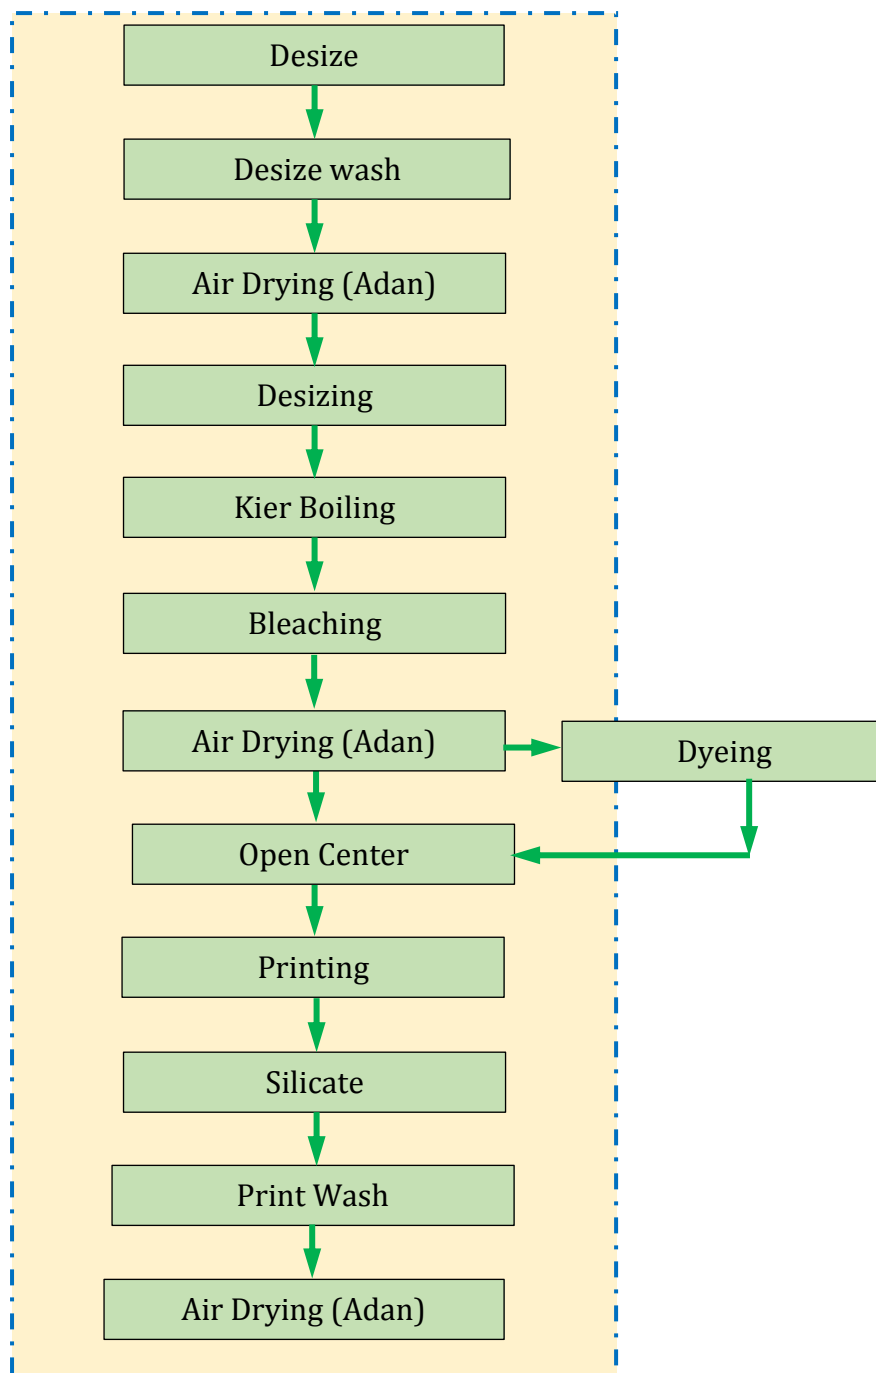 Desize
Desize wash
Air Drying (Adan)
Desizing
Kier Boiling
Bleaching
Air Drying (Adan)
Dyeing
Open Center
Printing
Silicate
Print Wash
Air Drying (Adan)